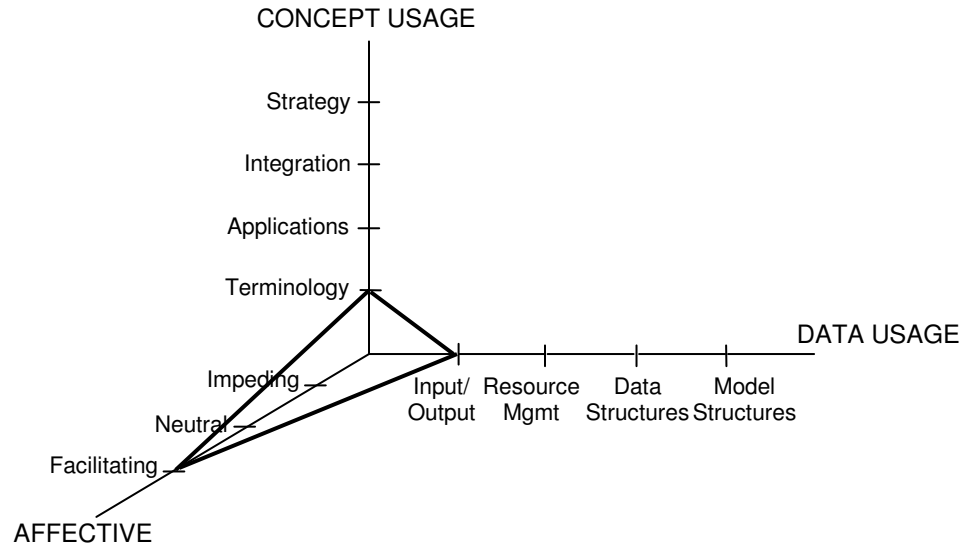 CONCEPT USAGE
Strategy
Integration
Applications
Terminology
DATA USAGE
Impeding
Neutral
Facilitating
AFFECTIVE
Input/
Output
Resource
Mgmt
Data
Structures
Model
Structures